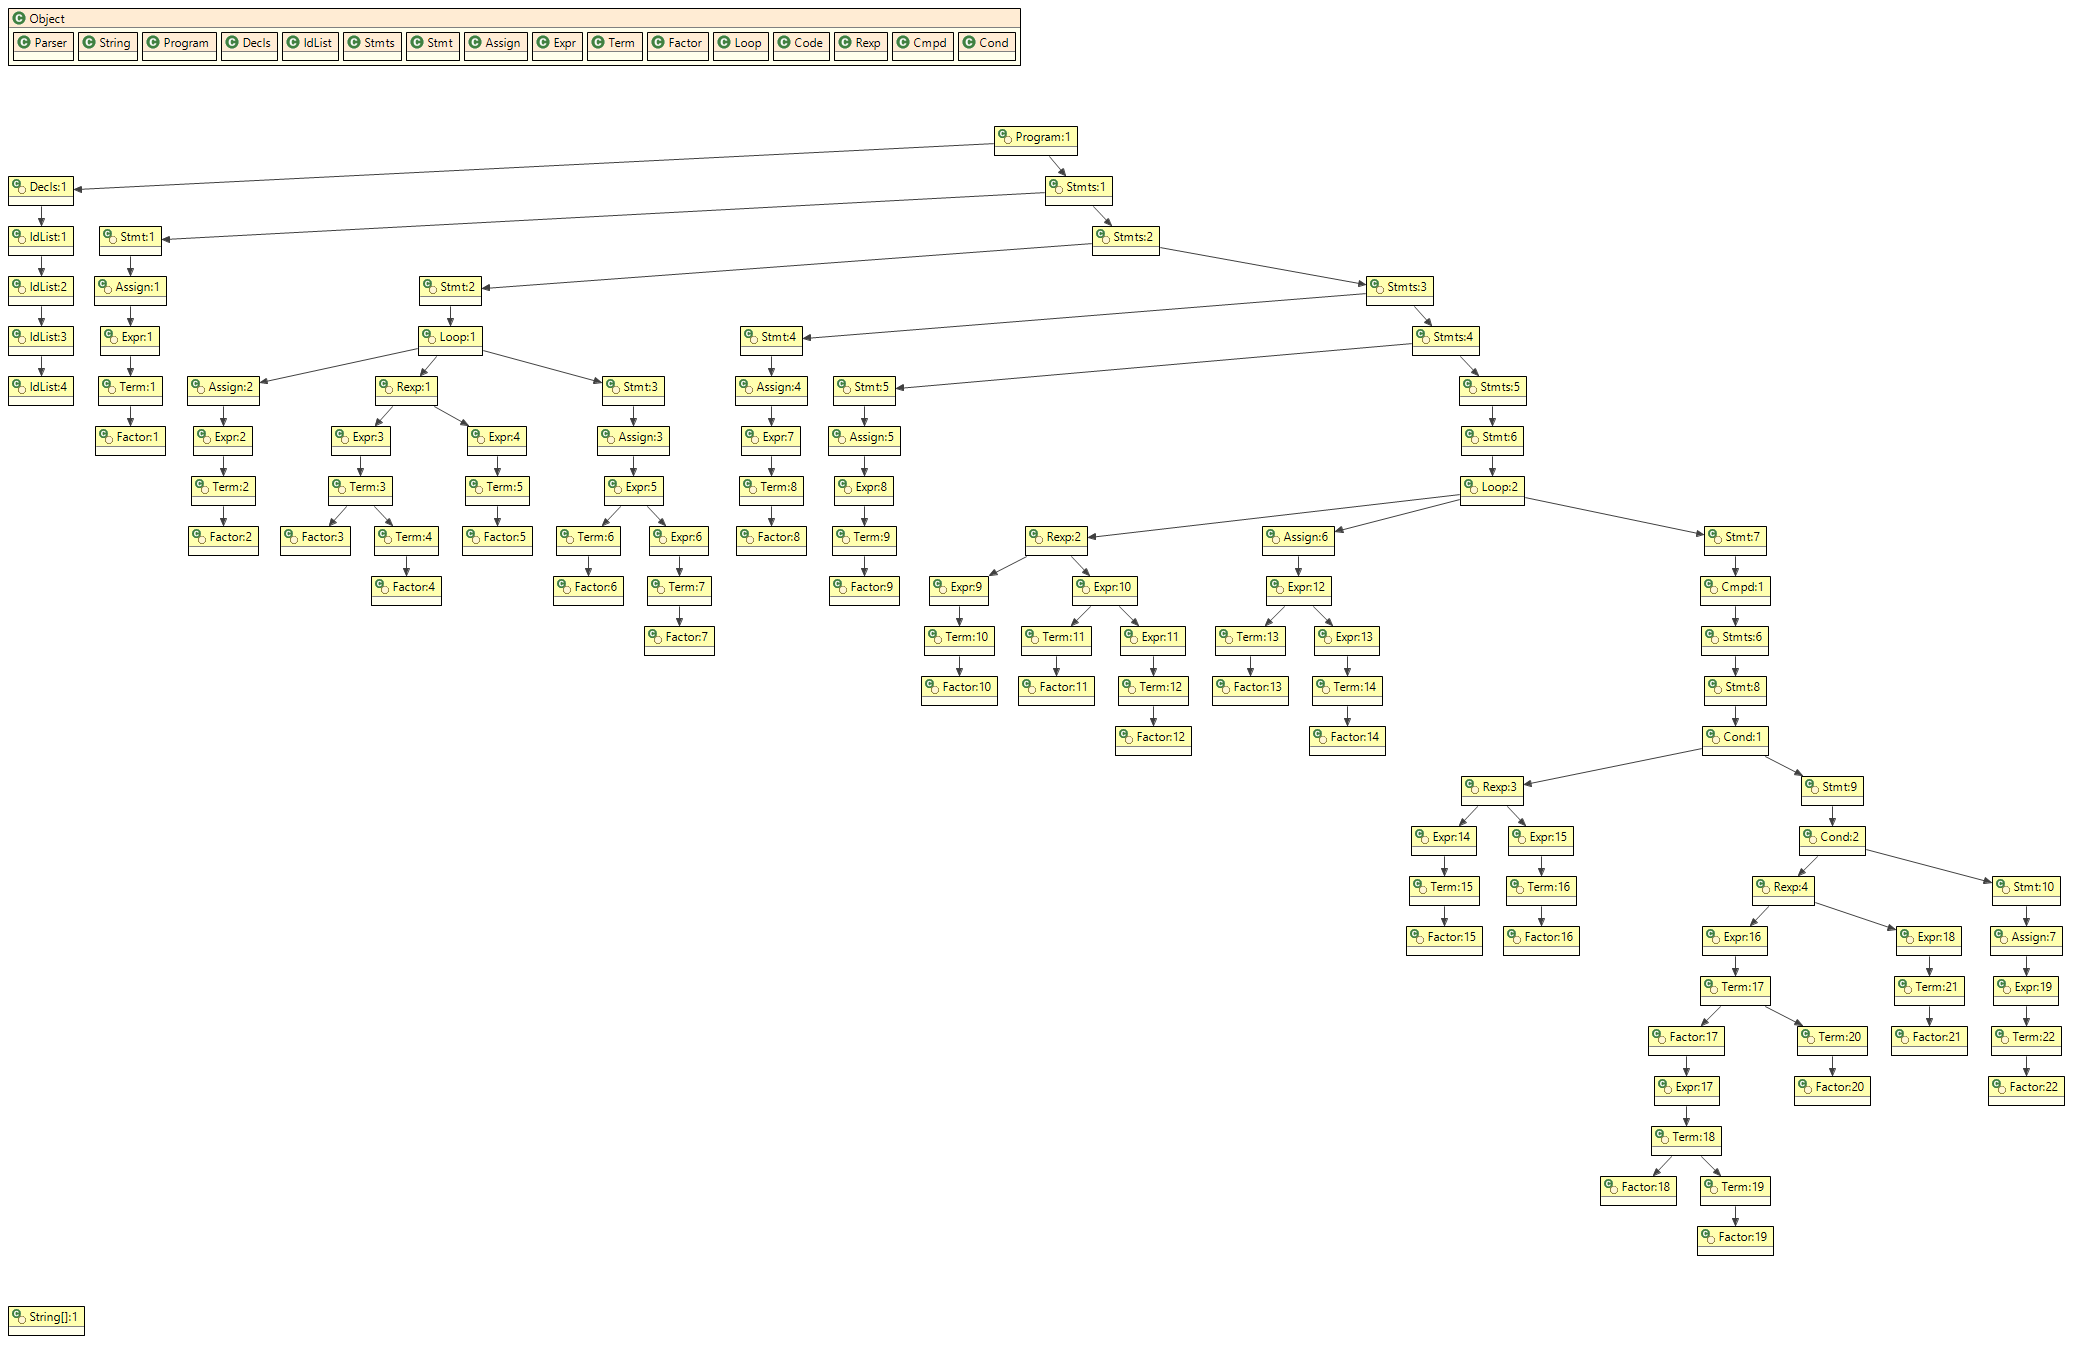 Object
Parser String Program Decls IdList Stmts Stmt Assign Expr Term Factor Loop Code Rexp Cmpd Cond
Program:1
Decls:1 Stmts:1
IdList:1 Stmt:1 Stmts:2
IdList:2 Assign:1 Stmt:2 Stmts:3
IdList:3 Expr:1 Loop:1 Stmt:4 Stmts:4
IdList:4 Term:1 Assign:2 Rexp:1 Stmt:3 Assign:4 Stmt:5 Stmts:5
Factor:1 Expr:2 Expr:3 Expr:4 Assign:3 Expr:7 Assign:5 Stmt:6
Term:2 Term:3 Term:5 Expr:5 Term:8 Expr:8 Loop:2
Factor:2 Factor:3 Term:4 Factor:5 Term:6 Expr:6 Factor:8 Term:9 Rexp:2 Assign:6 Stmt:7
Factor:4 Factor:6 Term:7 Factor:9 Expr:9 Expr:10 Expr:12 Cmpd:1
Factor:7 Term:10 Term:11 Expr:11 Term:13 Expr:13 Stmts:6
Factor:10 Factor:11 Term:12 Factor:13 Term:14 Stmt:8
Factor:12 Factor:14 Cond:1
Rexp:3 Stmt:9
Expr:14 Expr:15 Cond:2
Term:15 Term:16 Rexp:4 Stmt:10
Factor:15 Factor:16 Expr:16 Expr:18 Assign:7
Term:17 Term:21 Expr:19
Factor:17 Term:20 Factor:21 Term:22
Expr:17 Factor:20 Factor:22
Term:18
Factor:18 Term:19
Factor:19
String[]:1